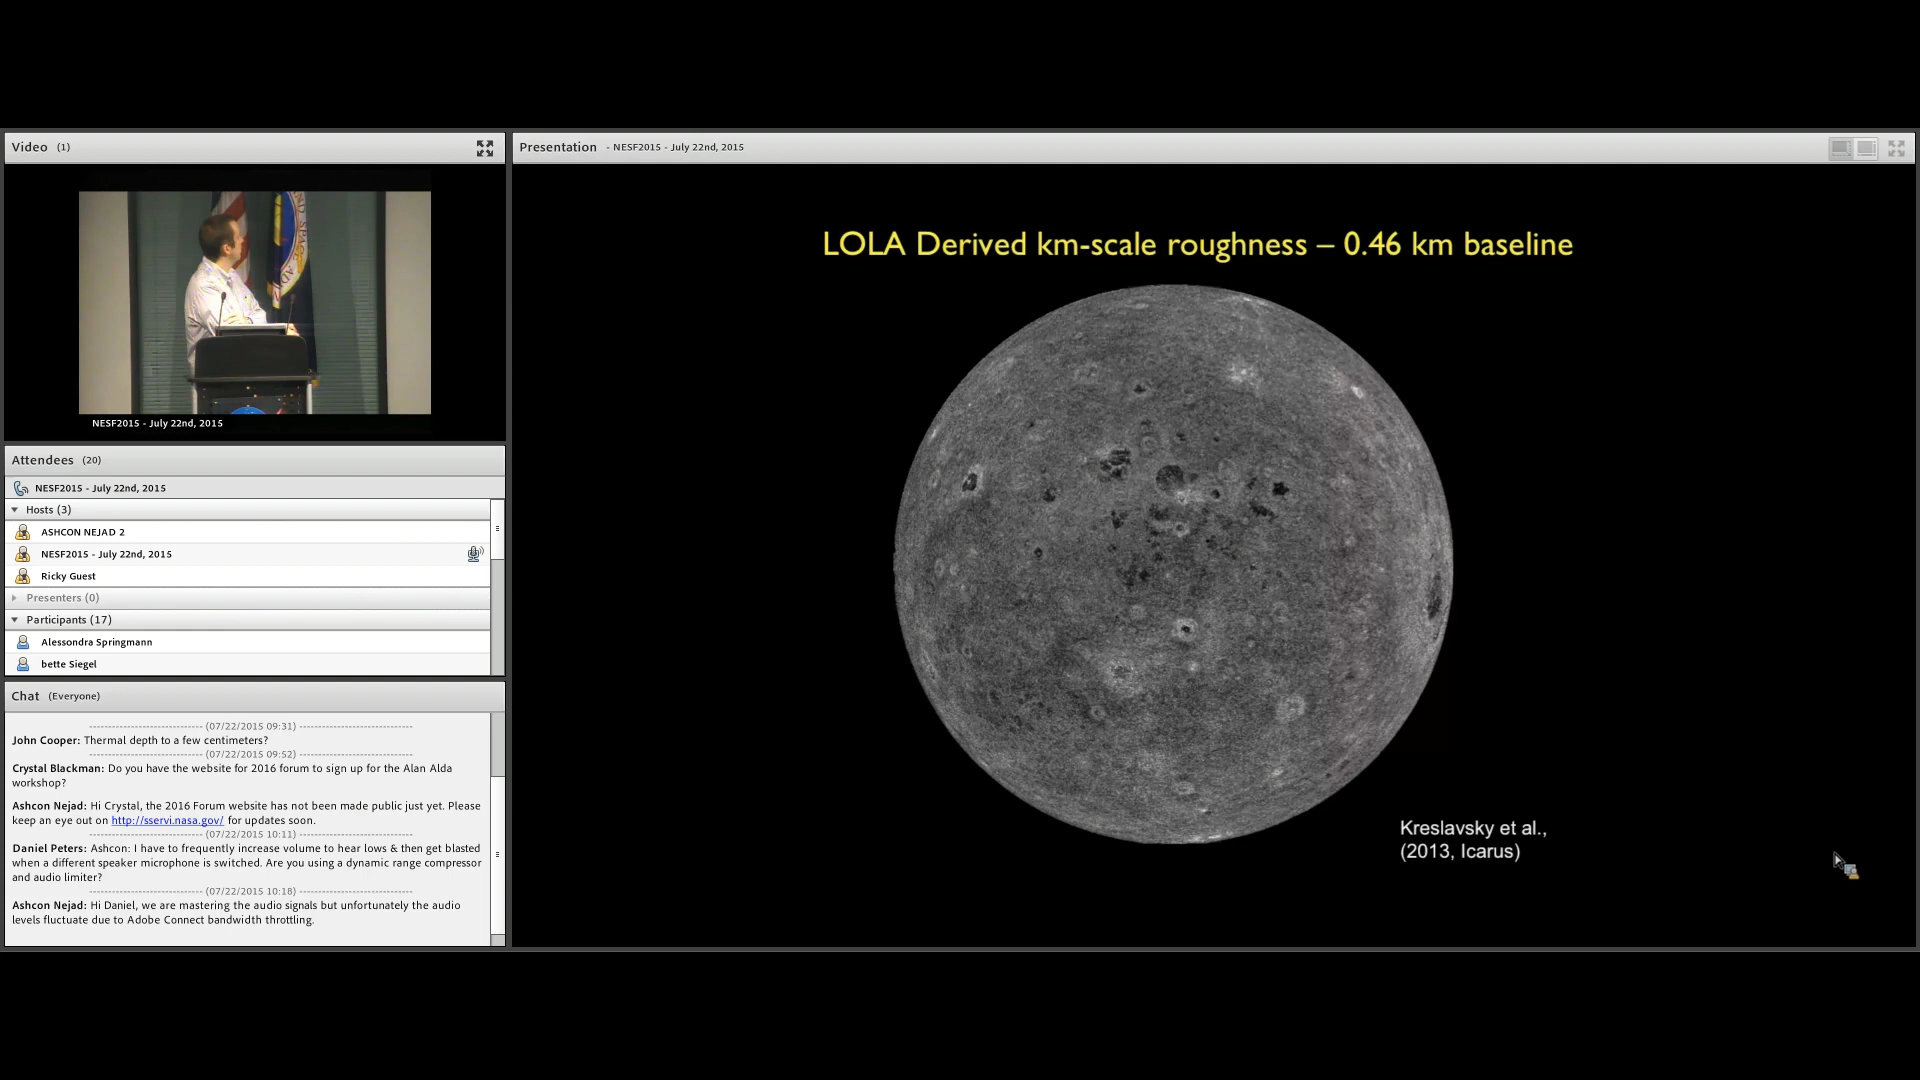 Video (1)
NESF2015 - July 22nd, 2015
Attendees (20)
NESF2015 - July 22nd, 2015
Hosts (3)
ASHCON NEJAD 2
NESF2015 - July 22nd, 2015
Ricky Guest
Presenters (0)
Participants (17)
Alessondra Springmann
bette Siegel
Chat (Everyone)
------------------------------ (07/22/2015 09:31) ------------------------------
John Cooper: Thermal depth to a few centimeters?
------------------------------ (07/22/2015 09:52) ------------------------------
Crystal Blackman: Do you have the website for 2016 forum to sign up for the Alan Alda
workshop?
Ashcon Nejad: Hi Crystal, the 2016 Forum website has not been made public just yet. Please
keep an eye out on http://sservi.nasa.gov/ for updates soon.
------------------------------ (07/22/2015 10:11) ------------------------------
Daniel Peters: Ashcon: I have to frequently increase volume to hear lows & then get blasted
when a different speaker microphone is switched. Are you using a dynamic range compressor
and audio limiter?
------------------------------ (07/22/2015 10:18) ------------------------------
Ashcon Nejad: Hi Daniel, we are mastering the audio signals but unfortunately the audio
levels fluctuate due to Adobe Connect bandwidth throttling.
Presentation - NESF2015 - July 22nd, 2015
LOLA Derived km-scale roughness – 0.46 km baseline
Kreslavsky et al.,
(2013, Icarus)